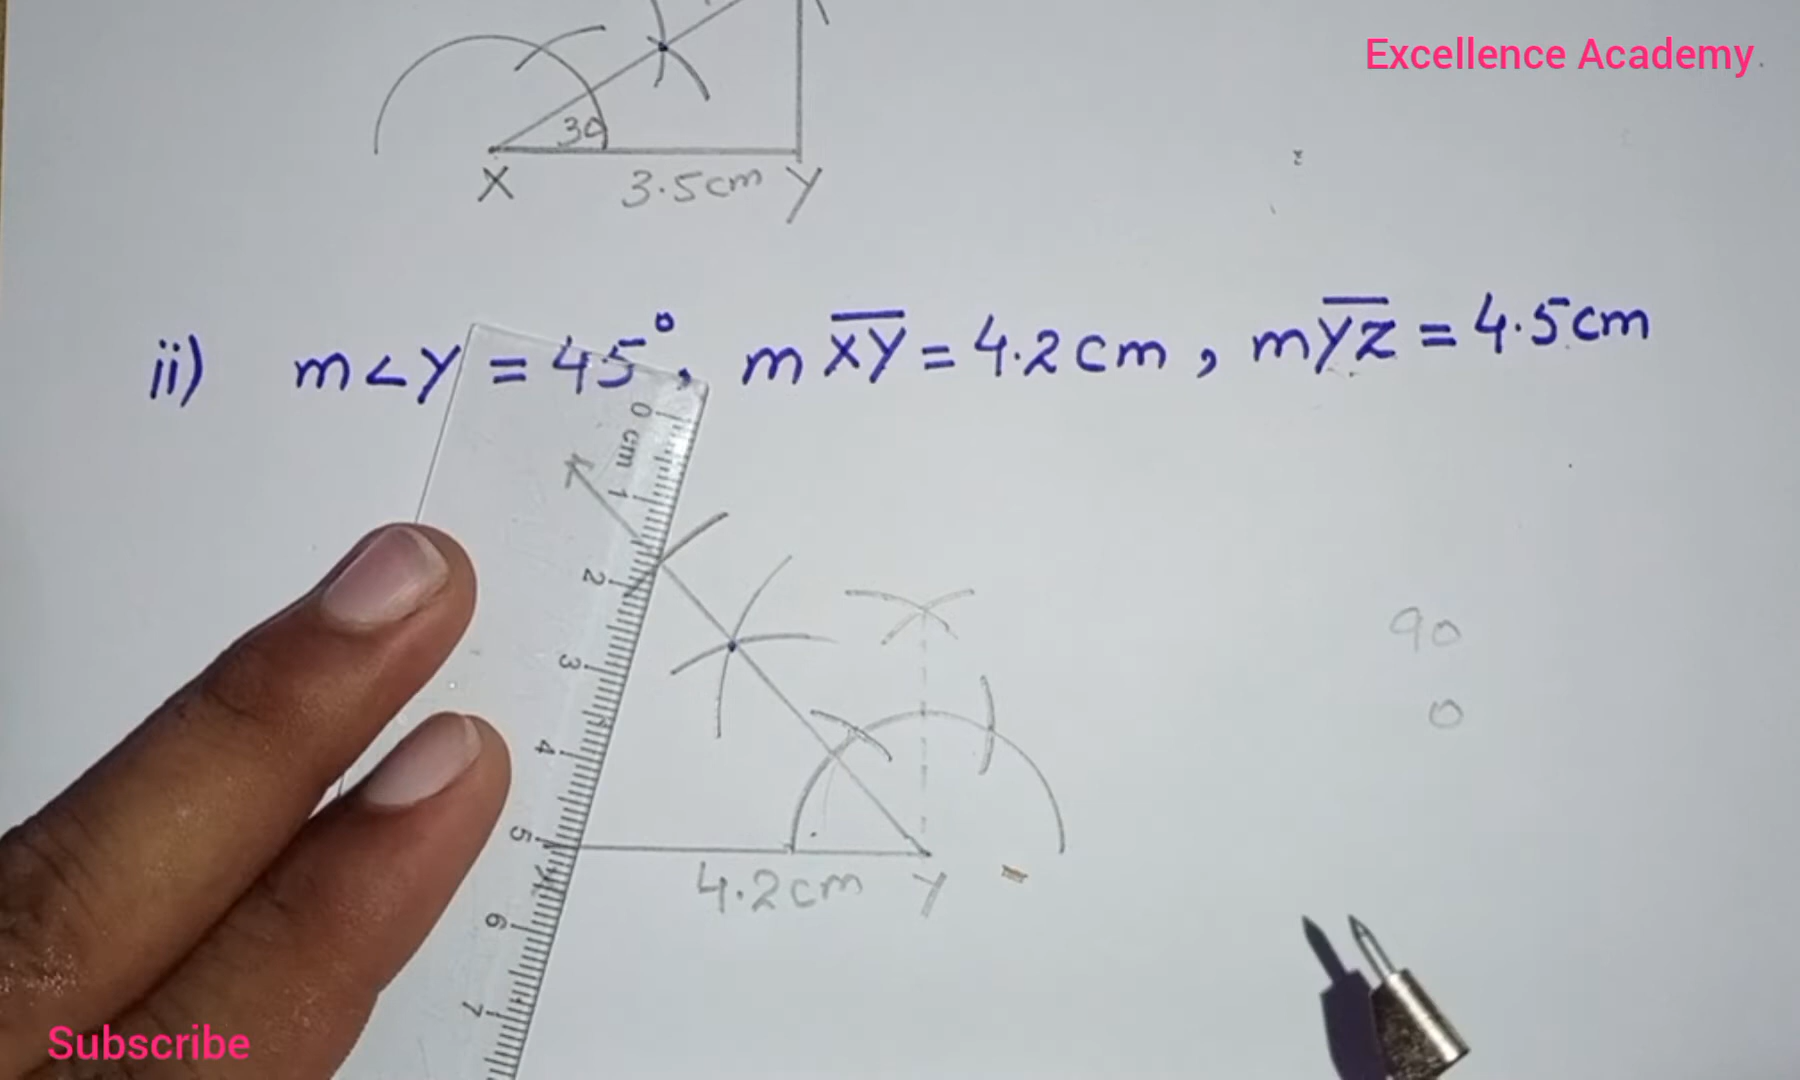 Excellence Academy
30
X 3.5cm Y
ii) m<Y = 45°, m XY = 4.2cm, mYZ = 4.5cm
0 cm
1
2
3
4
5
6
7
90
0
4.2cm Y
Subscribe